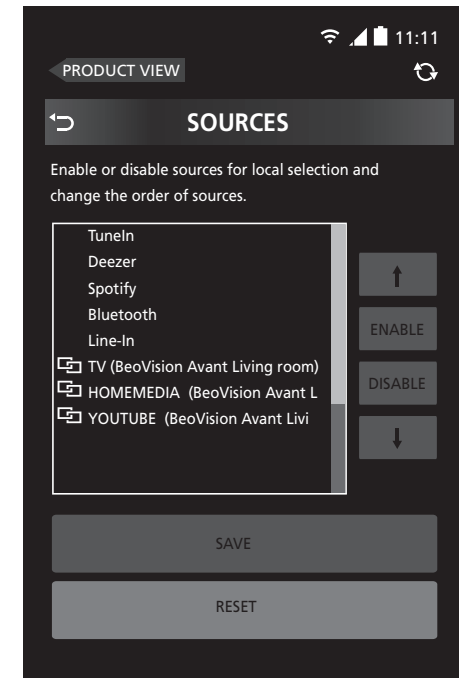 11:11
PRODUCT VIEW
SOURCES
Enable or disable sources for local selection and
change the order of sources.
TuneIn
Deezer
Spotify
Bluetooth
Line-In
TV (BeoVision Avant Living room)
HOMEMEDIA (BeoVision Avant L
YOUTUBE (BeoVision Avant Livi
ENABLE
DISABLE
SAVE
RESET